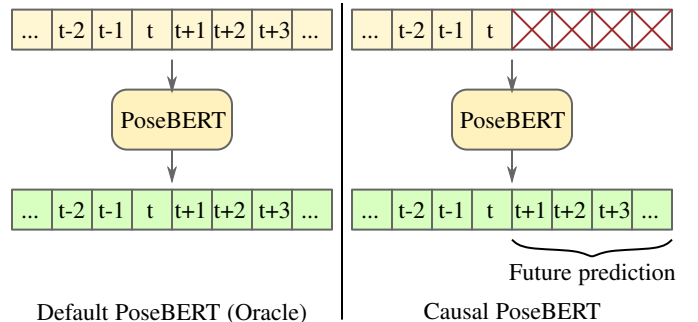 ... t-2 t-1 t t+1 t+2 t+3 ...
PoseBERT
... t-2 t-1 t t+1 t+2 t+3 ...
Default PoseBERT (Oracle)
... t-2 t-1 t
PoseBERT
... t-2 t-1 t t+1 t+2 t+3 ...
Future prediction
Causal PoseBERT